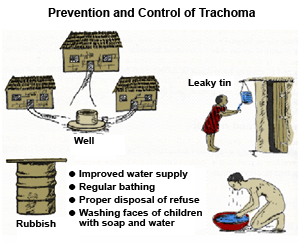 Prevention and Control of Trachoma
Leaky tin
Well
● Improved water supply
● Regular bathing
● Proper disposal of refuse
● Washing faces of children
with soap and water
Rubbish